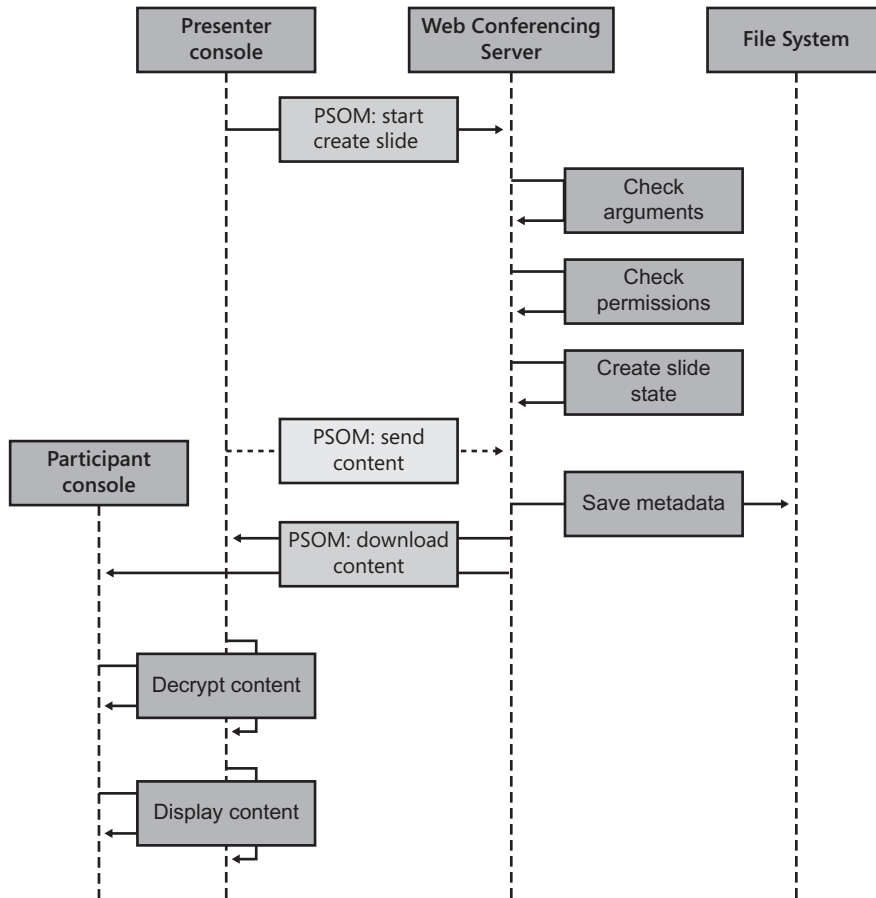 Presenter
console
Web Conferencing
Server
File System
PSOM: start
create slide
Check
arguments
Check
permissions
Create slide
state
PSOM: send
content
Participant
console
Save metadata
PSOM: download
content
Decrypt content
Display content